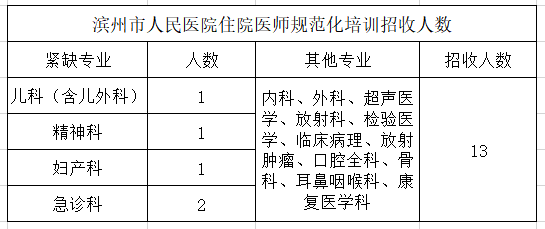 滨州市人民医院住院医师规范化培训招收人数
紧缺专业 人数 其他专业 招收人数
儿科（含儿外科） 1
精神科 1
妇产科 1
急诊科 2
内科、外科、超声医
学、放射科、检验医
学、临床病理、放射
肿瘤、口腔全科、骨
科、耳鼻咽喉科、康
复医学科
13